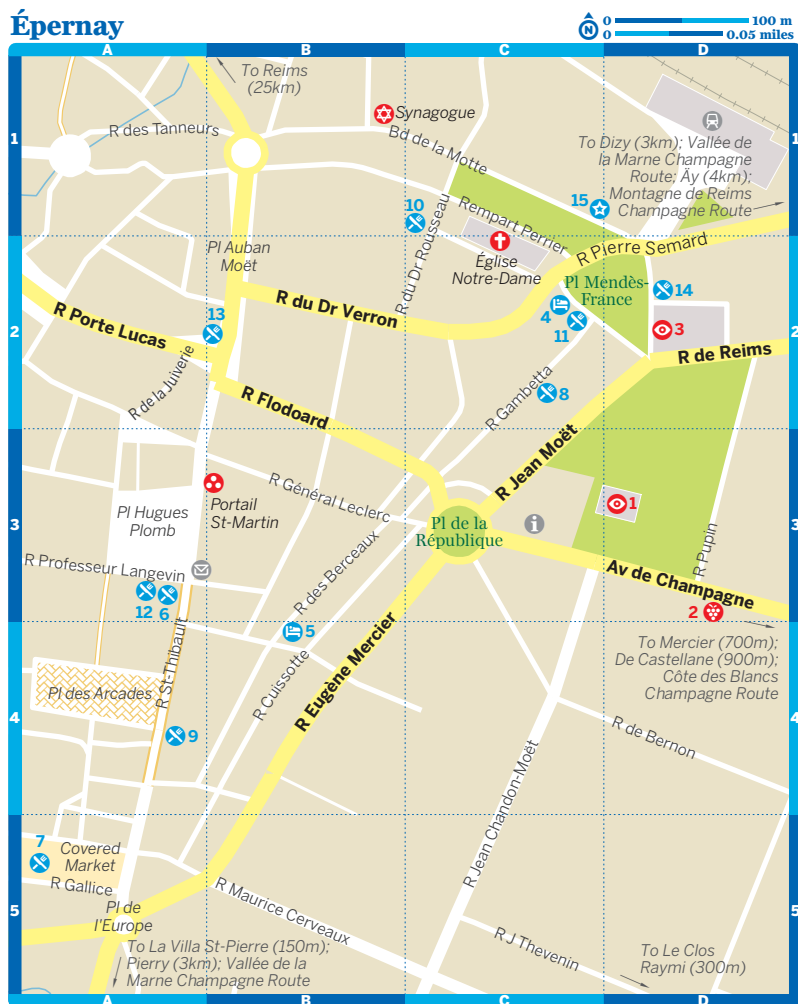 Épernay
N
0 100 m
0 0.05 miles
A B C D
1 1
2 2
3 3
4 4
5 5
A B C D
To Reims
(25km)
Synagogue
R des Tanneurs
Bd de la Motte
To Dizy (3km); Vallée de
la Marne Champagne
Route; Äy (4km);
Montagne de Reims
Champagne Route
10
15
Rempart Perrier
R du Dr Rousseau
Église
Notre-Dame
R Pierre Semard
Pl Auban
Moët
Pl Mendès-
France
14
4
11
3
13
R Porte Lucas
R du Dr Verron
R de Reims
R de la Juiverie
R Flodoard
R Gambetta
8
R Jean Moët
Portail
St-Martin
R Général Leclerc
Pl Hugues
Plomb
Pl de la
République
i
1
R Pupin
R Professeur Langevin
R des Berceaux
Av de Champagne
12
6
2
5
To Mercier (700m);
De Castellane (900m);
Côte des Blancs
Champagne Route
R St-Thibault
R Cuissotte
R Eugène Mercier
Pl des Arcades
9
R de Bernon
R Jean Chandon-Moët
7
Covered
Market
R Gallice
Pl de
l'Europe
R Maurice Cerveaux
R J Thevenin
To La Villa St-Pierre (150m);
Pierry (3km); Vallée de la
Marne Champagne Route
To Le Clos
Raymi (300m)